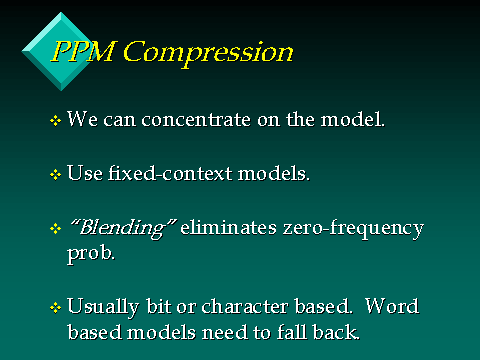 PPM Compression
We can concentrate on the model.
Use fixed-context models.
“Blending” eliminates zero-frequency
prob.
Usually bit or character based.  Word
based models need to fall back.